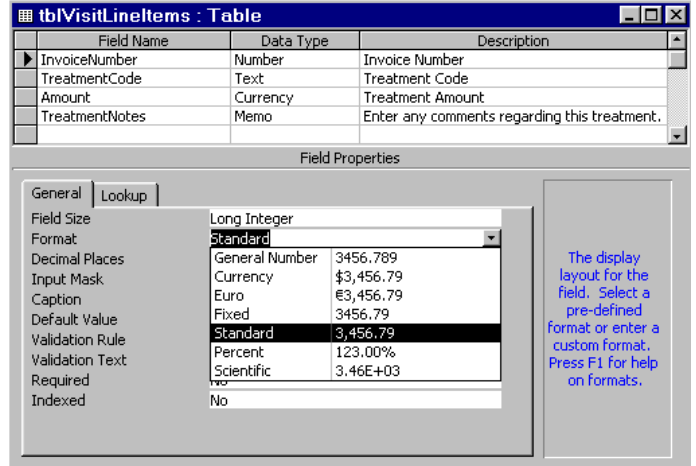 tblVisitLineItems : Table
Field Name Data Type Description
InvoiceNumber Number Invoice Number
TreatmentCode Text Treatment Code
Amount Currency Treatment Amount
TreatmentNotes Memo Enter any comments regarding this treatment.
Field Properties
General Lookup
Field Size Long Integer
Format Standard
Decimal Places General Number 3456.789
Input Mask Currency $3,456.79
Caption Euro €3,456.79
Default Value Fixed 3456.79
Validation Rule Standard 3,456.79
Validation Text Percent 123.00%
Scientific 3.46E+03
Required No
Indexed No
The display
layout for the
field. Select a
pre-defined
format or enter a
custom format.
Press F1 for help
on formats.